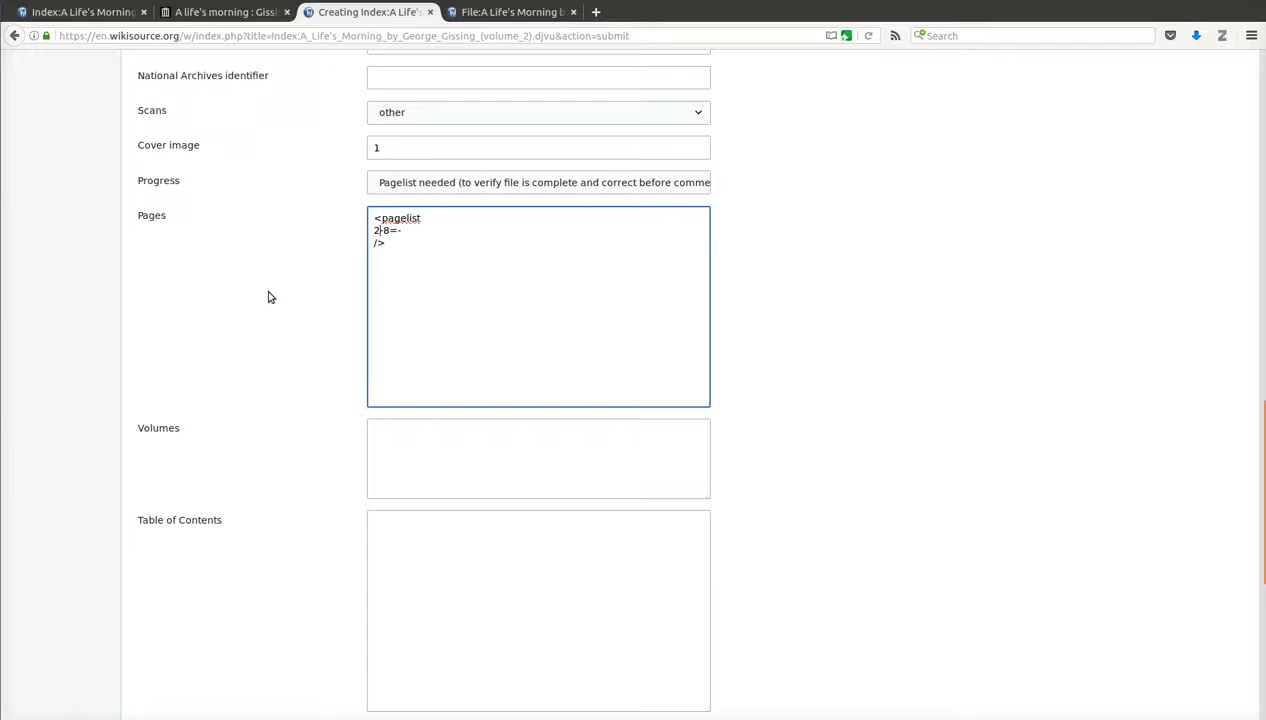 Index:A Life's Morning
A life's morning : Gissi
Creating Index:A Life's
File:A Life's Morning b
https://en.wikisource.org/w/index.php?title=Index:A_Life's_Morning_by_George_Gissing_(volume_2).djvu&action=submit
Search
National Archives identifier
Scans
other
Cover image
1
Progress
Pagelist needed (to verify file is complete and correct before comme
Pages
<pagelist
2-8=-
/>
Volumes
Table of Contents